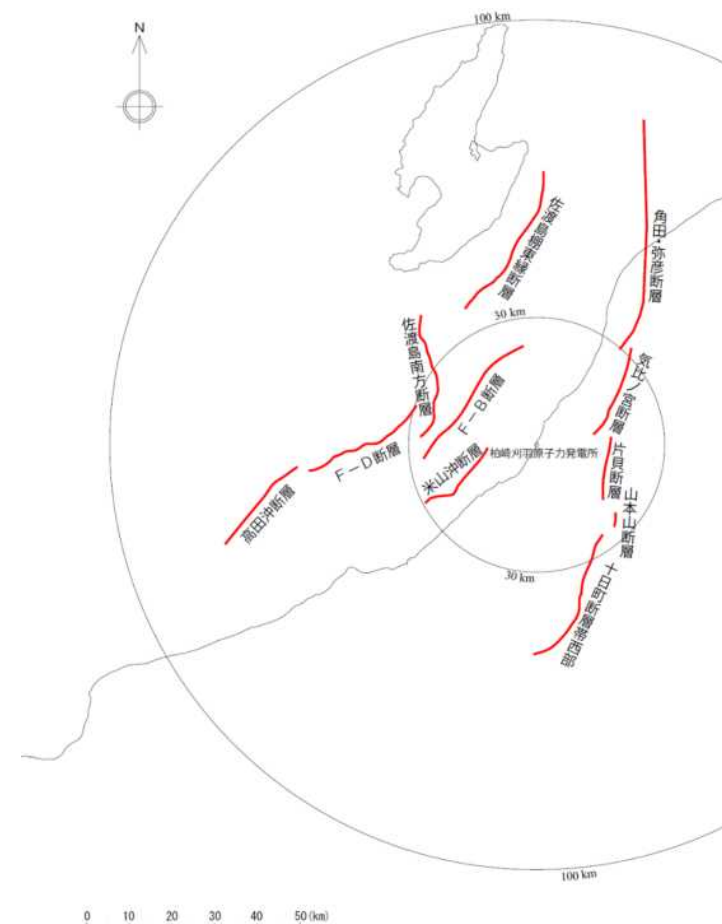 100 km
N
佐渡島棚東縁断層
角田・弥彦断層
30 km
佐渡島南方断層
気比ノ宮断層
F－B断層
柏崎刈羽原子力発電所
片貝断層
F－D断層
米山沖断層
山本山断層
高田沖断層
30 km
十日町断層帯西部
100 km
0 10 20 30 40 50(km)